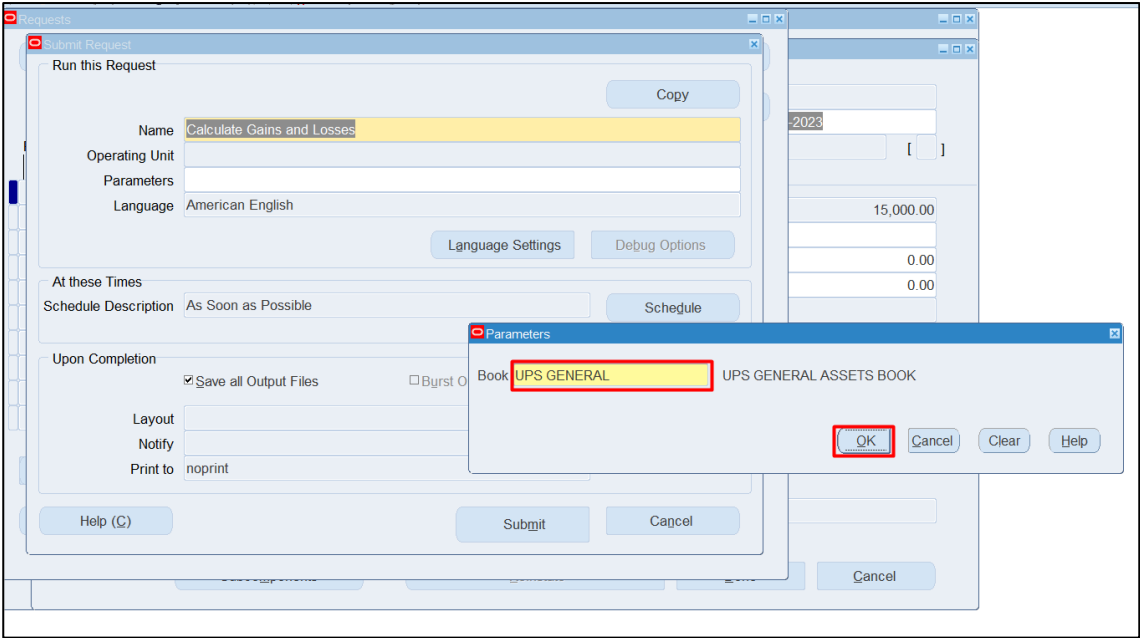 Requests
Submit Request
Run this Request
Copy
Name Calculate Gains and Losses
-2023
Operating Unit
[ ]
Parameters
Language American English
15,000.00
Language Settings Debug Options
0.00
At these Times
0.00
Schedule Description As Soon as Possible Schedule
Parameters
Upon Completion
Book UPS GENERAL UPS GENERAL ASSETS BOOK
Save all Output Files Burst O
Layout
OK Cancel Clear Help
Notify
Print to noprint
Help (C) Submit Cancel
Cancel